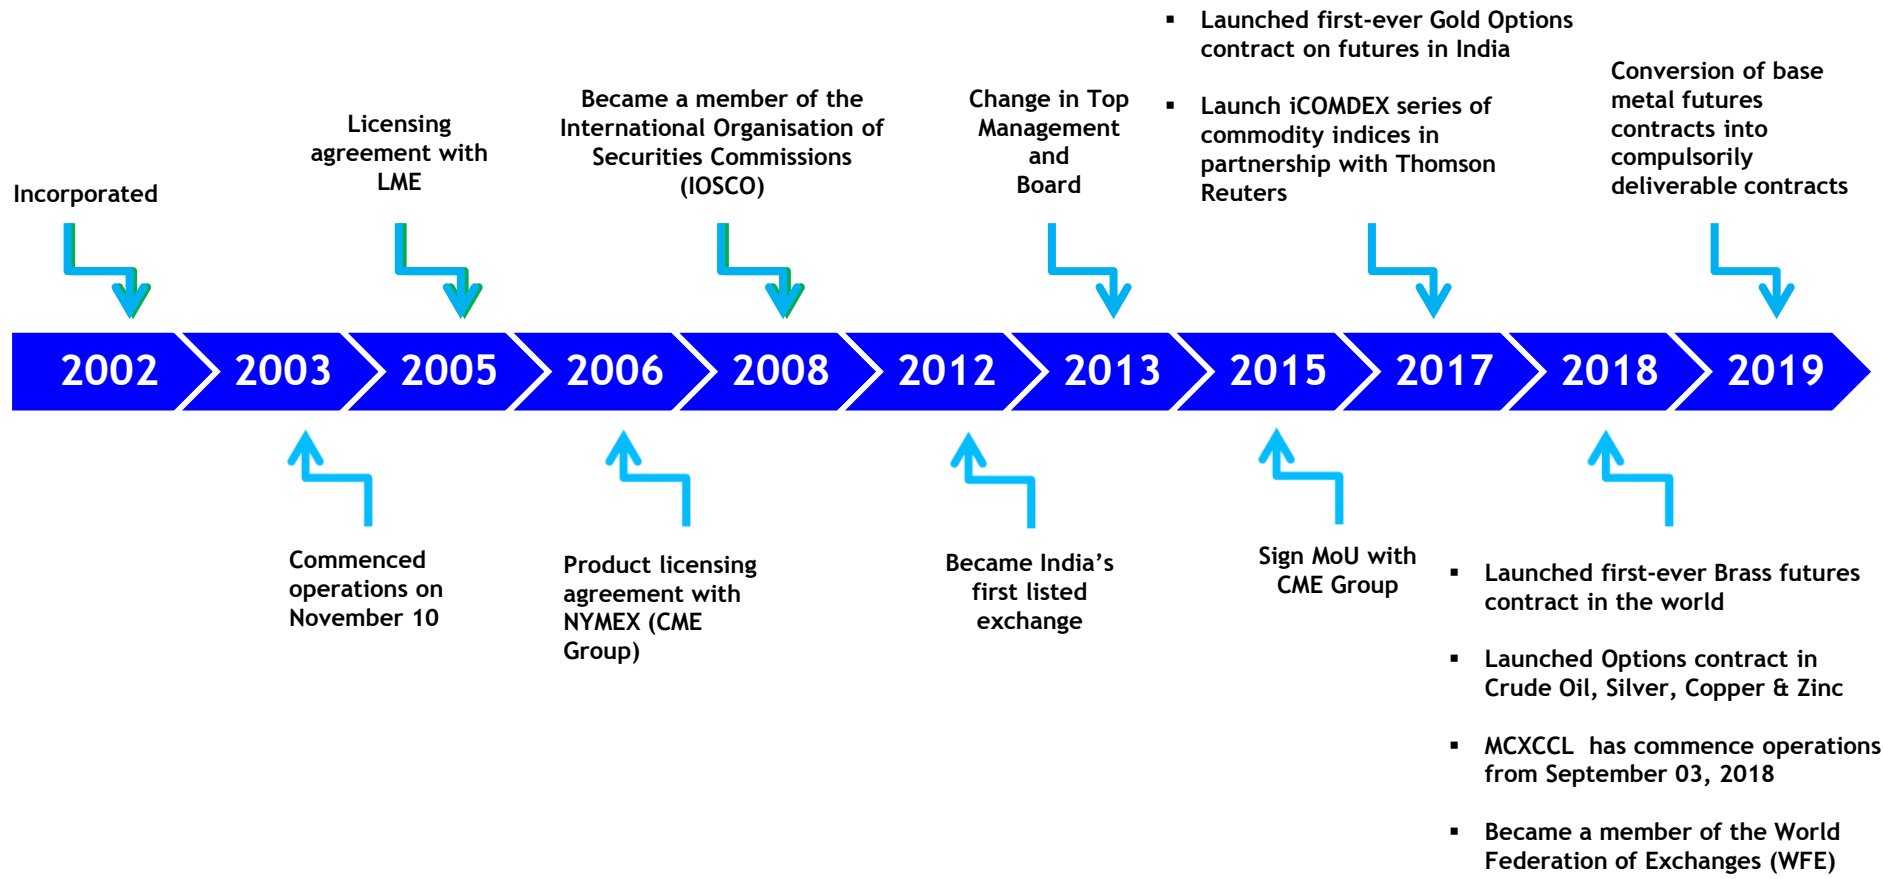 ▪ Launched first-ever Gold Options
contract on futures in India
▪ Launch iCOMDEX series of
commodity indices in
partnership with Thomson
Reuters
Conversion of base
metal futures
contracts into
compulsorily
deliverable contracts
Became a member of the
International Organisation of
Securities Commissions
(IOSCO)
Change in Top
Management
and
Board
Licensing
agreement with
LME
Incorporated
2002
2003
2005
2006
2008
2012
2013
2015
2017
2018
2019
Commenced
operations on
November 10
Product licensing
agreement with
NYMEX (CME
Group)
Became India’s
first listed
exchange
Sign MoU with
CME Group
▪ Launched first-ever Brass futures
contract in the world
▪ Launched Options contract in
Crude Oil, Silver, Copper & Zinc
▪ MCXCCL has commence operations
from September 03, 2018
▪ Became a member of the World
Federation of Exchanges (WFE)